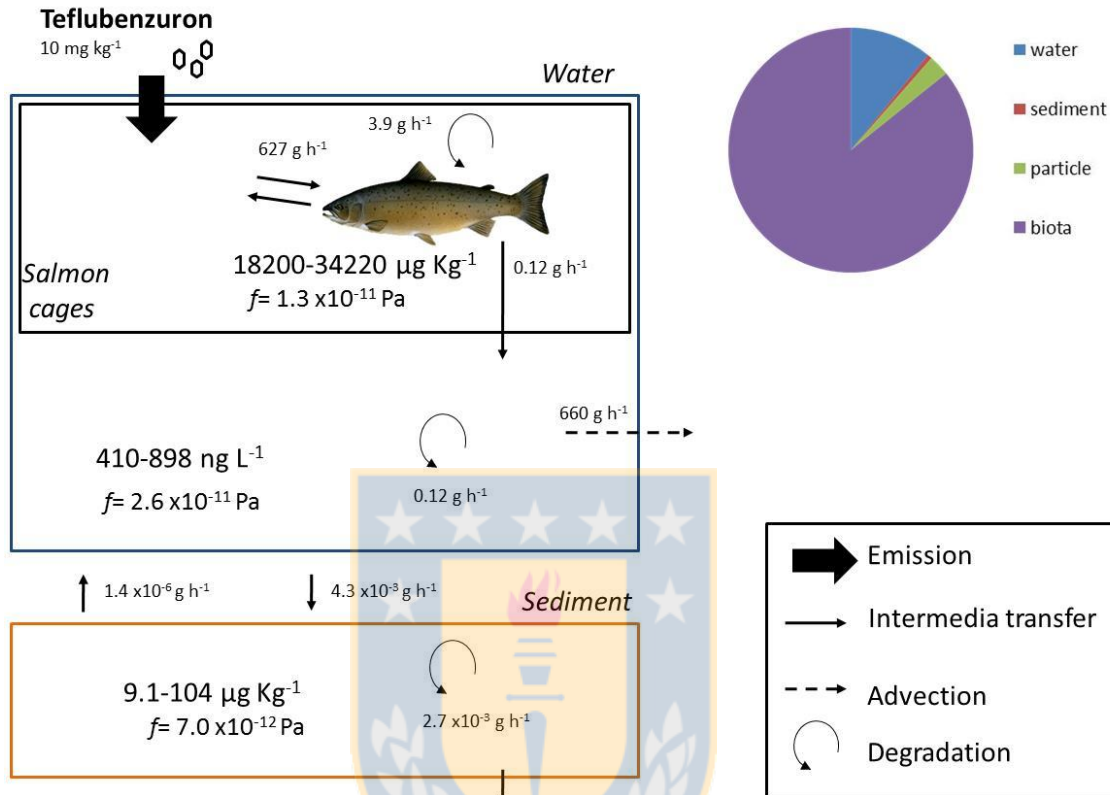 Teflubenzuron
10 mg kg⁻¹
Water
3.9 g h⁻¹
627 g h⁻¹
18200-34220 µg Kg⁻¹
f= 1.3 x10⁻¹¹ Pa
0.12 g h⁻¹
Salmon
cages
660 g h⁻¹
410-898 ng L⁻¹
f= 2.6 x10⁻¹¹ Pa
0.12 g h⁻¹
1.4 x10⁻⁶ g h⁻¹
4.3 x10⁻³ g h⁻¹
Sediment
9.1-104 µg Kg⁻¹
f= 7.0 x10⁻¹² Pa
2.7 x10⁻³ g h⁻¹
water
sediment
particle
biota
Emission
Intermedia transfer
Advection
Degradation